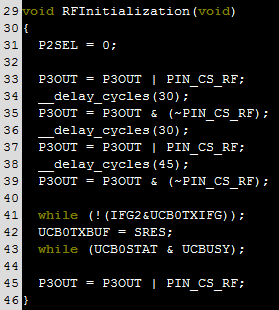 29 void RFInitialization(void)
30 {
31 P2SEL = 0;
32
33 P3OUT = P3OUT | PIN_CS_RF;
34 __delay_cycles(30);
35 P3OUT = P3OUT & (~PIN_CS_RF);
36 __delay_cycles(30);
37 P3OUT = P3OUT | PIN_CS_RF;
38 __delay_cycles(45);
39 P3OUT = P3OUT & (~PIN_CS_RF);
40
41 while (!(IFG2&UCB0TXIFG));
42 UCB0TXBUF = SRES;
43 while (UCB0STAT & UCBUSY);
44
45 P3OUT = P3OUT | PIN_CS_RF;
46 }